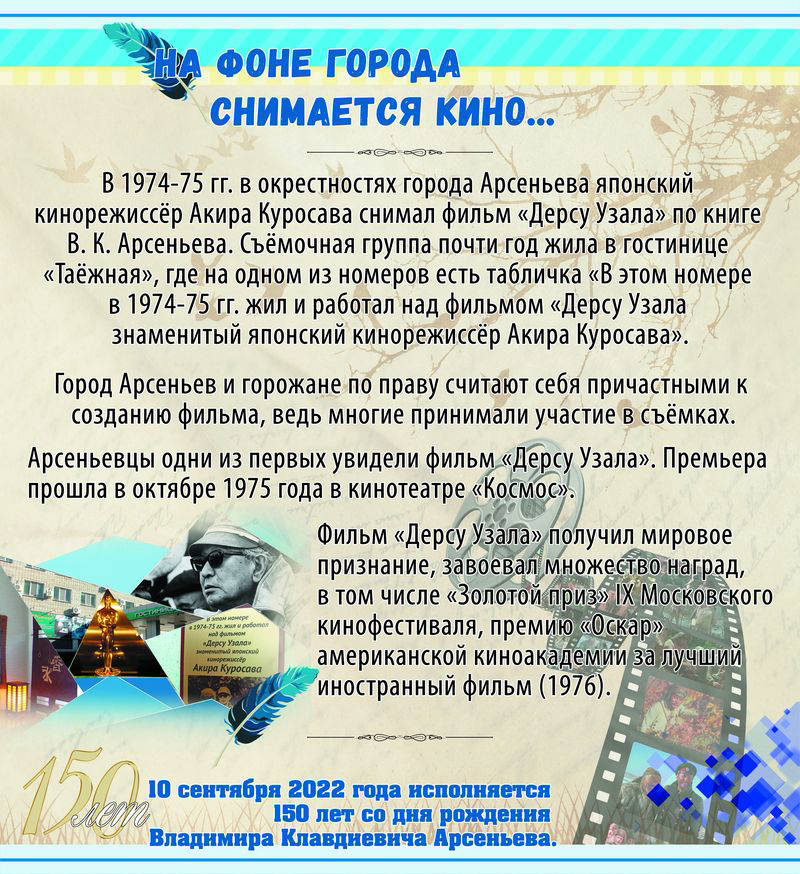 НА ФОНЕ ГОРОДА
СНИМАЕТСЯ КИНО...
В 1974-75 гг. в окрестностях города Арсеньева японский
кинорежиссёр Акира Куросава снимал фильм «Дерсу Узала» по книге
В. К. Арсеньева. Съёмочная группа почти год жила в гостинице
«Таёжная», где на одном из номеров есть табличка «В этом номере
в 1974-75 гг. жил и работал над фильмом «Дерсу Узала
знаменитый японский кинорежиссёр Акира Куросава».
Город Арсеньев и горожане по праву считают себя причастными к
созданию фильма, ведь многие принимали участие в съёмках.
Арсеньевцы одни из первых увидели фильм «Дерсу Узала». Премьера
прошла в октябре 1975 года в кинотеатре «Космос».
Фильм «Дерсу Узала» получил мировое
признание, завоевал множество наград,
в том числе «Золотой приз» IX Московского
кинофестиваля, премию «Оскар»
американской киноакадемии за лучший
иностранный фильм (1976).
ГОСТИНИЦ
в этом номере
в 1974-75 гг. жил и работал
над фильмом
«Дерсу Узала»
знаменитый японский
кинорежиссёр
Акира Куросава
150 лет
10 сентября 2022 года исполняется
150 лет со дня рождения
Владимира Клавдиевича Арсеньева.